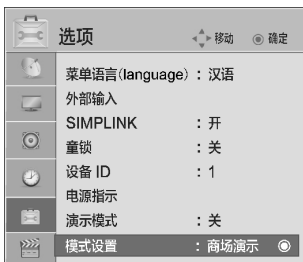 选项 移动 确定
菜单语言(language) : 汉语
外部输入
SIMPLINK : 开
童锁 : 关
设备 ID : 1
电源指示
演示模式 : 关
模式设置 : 商场演示